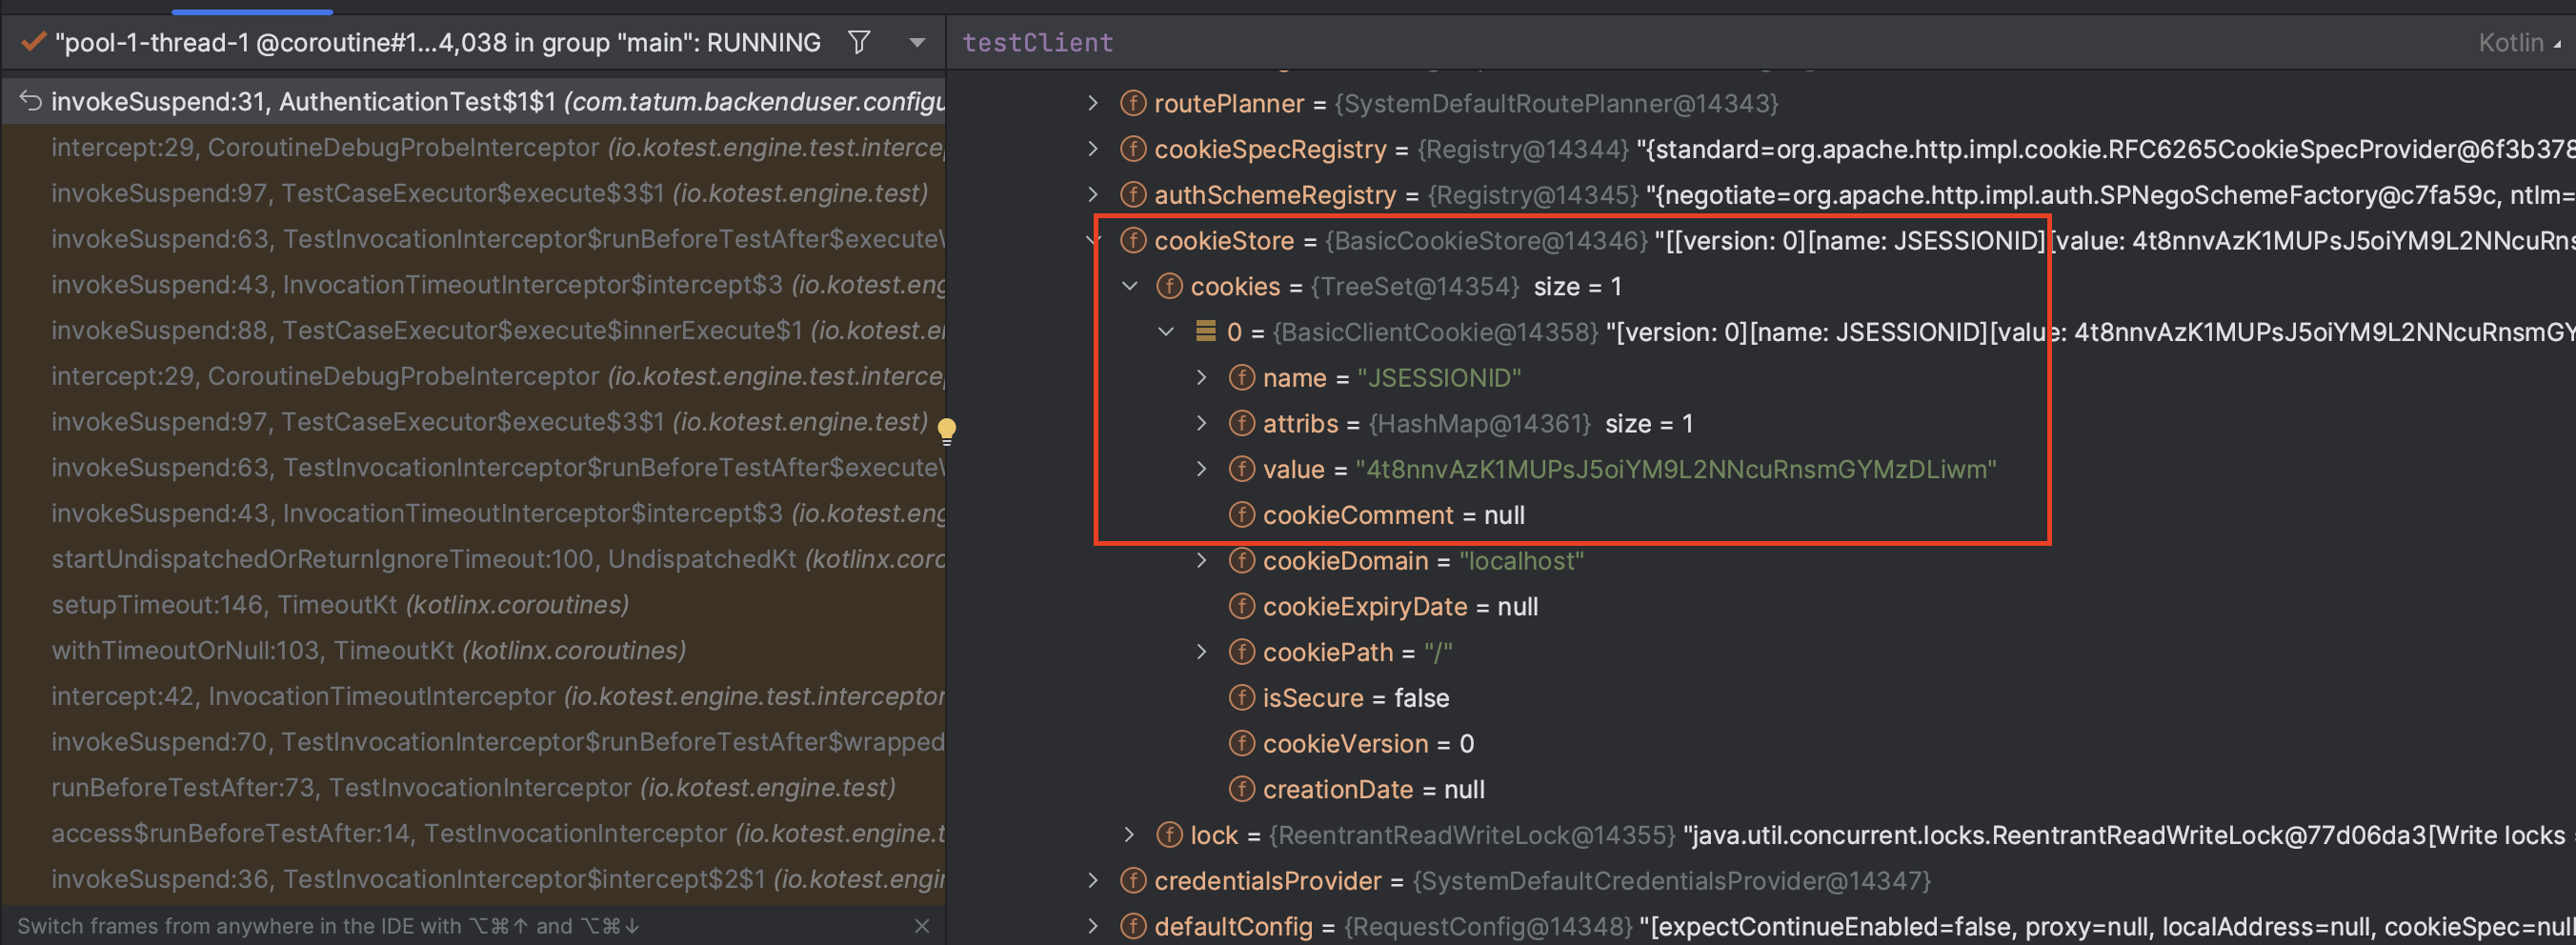 "pool-1-thread-1 @coroutine#1...4,038 in group "main": RUNNING
invokeSuspend:31, AuthenticationTest$1$1 (com.tatum.backenduser.configu
intercept:29, CoroutineDebugProbeInterceptor (io.kotest.engine.test.interce
invokeSuspend:97, TestCaseExecutor$execute$3$1 (io.kotest.engine.test)
invokeSuspend:63, TestInvocationInterceptor$runBeforeTestAfter$execute
invokeSuspend:43, InvocationTimeoutInterceptor$intercept$3 (io.kotest.eng
invokeSuspend:88, TestCaseExecutor$execute$innerExecute$1 (io.kotest.e
intercept:29, CoroutineDebugProbeInterceptor (io.kotest.engine.test.interce
invokeSuspend:97, TestCaseExecutor$execute$3$1 (io.kotest.engine.test)
invokeSuspend:63, TestInvocationInterceptor$runBeforeTestAfter$execute
invokeSuspend:43, InvocationTimeoutInterceptor$intercept$3 (io.kotest.eng
startUndispatchedOrReturnIgnoreTimeout:100, UndispatchedKt (kotlinx.coro
setupTimeout:146, TimeoutKt (kotlinx.coroutines)
withTimeoutOrNull:103, TimeoutKt (kotlinx.coroutines)
intercept:42, InvocationTimeoutInterceptor (io.kotest.engine.test.interceptor
invokeSuspend:70, TestInvocationInterceptor$runBeforeTestAfter$wrapped
runBeforeTestAfter:73, TestInvocationInterceptor (io.kotest.engine.test)
access$runBeforeTestAfter:14, TestInvocationInterceptor (io.kotest.engine.t
invokeSuspend:36, TestInvocationInterceptor$intercept$2$1 (io.kotest.engi
Switch frames from anywhere in the IDE with ⌥⌘↑ and ⌥⌘↓
testClient
Kotlin
routePlanner = {SystemDefaultRoutePlanner@14343}
cookieSpecRegistry = {Registry@14344} "{standard=org.apache.http.impl.cookie.RFC6265CookieSpecProvider@6f3b378
authSchemeRegistry = {Registry@14345} "{negotiate=org.apache.http.impl.auth.SPNegoSchemeFactory@c7fa59c, ntlm=
cookieStore = {BasicCookieStore@14346} "[[version: 0][name: JSESSIONID][value: 4t8nnvAzK1MUPsJ5oiYM9L2NNcuRns
cookies = {TreeSet@14354} size = 1
0 = {BasicClientCookie@14358} "[version: 0][name: JSESSIONID][value: 4t8nnvAzK1MUPsJ5oiYM9L2NNcuRnsmGY
name = "JSESSIONID"
attribs = {HashMap@14361} size = 1
value = "4t8nnvAzK1MUPsJ5oiYM9L2NNcuRnsmGYMzDLiwm"
cookieComment = null
cookieDomain = "localhost"
cookieExpiryDate = null
cookiePath = "/"
isSecure = false
cookieVersion = 0
creationDate = null
lock = {ReentrantReadWriteLock@14355} "java.util.concurrent.locks.ReentrantReadWriteLock@77d06da3[Write locks
credentialsProvider = {SystemDefaultCredentialsProvider@14347}
defaultConfig = {RequestConfig@14348} "[expectContinueEnabled=false, proxy=null, localAddress=null, cookieSpec=null